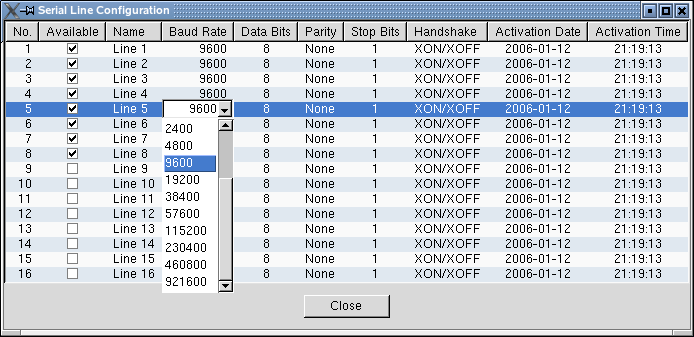 Serial Line Configuration
No. Available Name Baud Rate Data Bits Parity Stop Bits Handshake Activation Date Activation Time
1 Line 1 9600 8 None 1 XON/XOFF 2006-01-12 21:19:13
2 Line 2 9600 8 None 1 XON/XOFF 2006-01-12 21:19:13
3 Line 3 9600 8 None 1 XON/XOFF 2006-01-12 21:19:13
4 Line 4 9600 8 None 1 XON/XOFF 2006-01-12 21:19:13
5 Line 5 9600 8 None 1 XON/XOFF 2006-01-12 21:19:13
6 Line 6 2400 8 None 1 XON/XOFF 2006-01-12 21:19:13
7 Line 7 4800 8 None 1 XON/XOFF 2006-01-12 21:19:13
8 Line 8 9600 8 None 1 XON/XOFF 2006-01-12 21:19:13
9 Line 9 19200 8 None 1 XON/XOFF 2006-01-12 21:19:13
10 Line 10 38400 8 None 1 XON/XOFF 2006-01-12 21:19:13
11 Line 11 8 None 1 XON/XOFF 2006-01-12 21:19:13
12 Line 12 57600 8 None 1 XON/XOFF 2006-01-12 21:19:13
13 Line 13 115200 8 None 1 XON/XOFF 2006-01-12 21:19:13
14 Line 14 230400 8 None 1 XON/XOFF 2006-01-12 21:19:13
15 Line 15 460800 8 None 1 XON/XOFF 2006-01-12 21:19:13
16 Line 16 921600 8 None 1 XON/XOFF 2006-01-12 21:19:13
Close